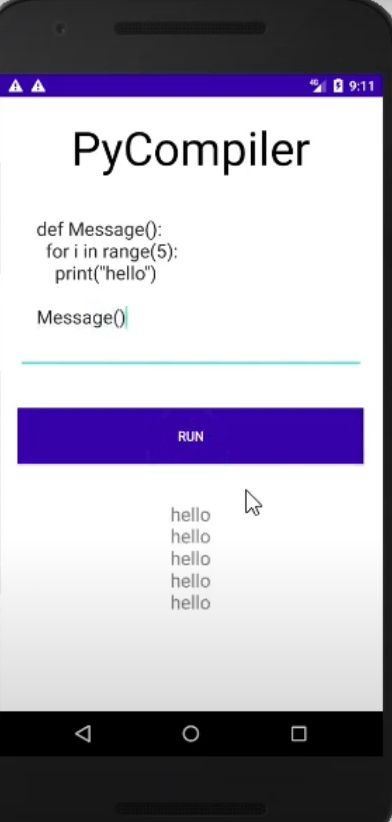 4G 9:11
PyCompiler
def Message():
  for i in range(5):
    print("hello")

Message()
RUN
hello
hello
hello
hello
hello